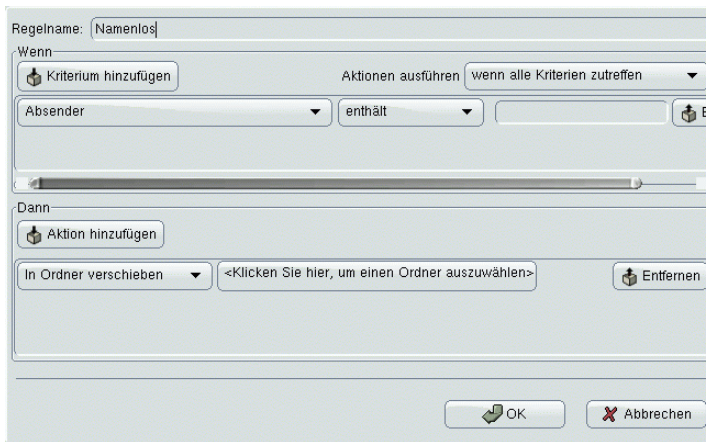 Regelname: Namenlos
Wenn
Kriterium hinzufügen Aktionen ausführen wenn alle Kriterien zutreffen
Absender enthält
Dann
Aktion hinzufügen
In Ordner verschieben <Klicken Sie hier, um einen Ordner auszuwählen> Entfernen
OK Abbrechen